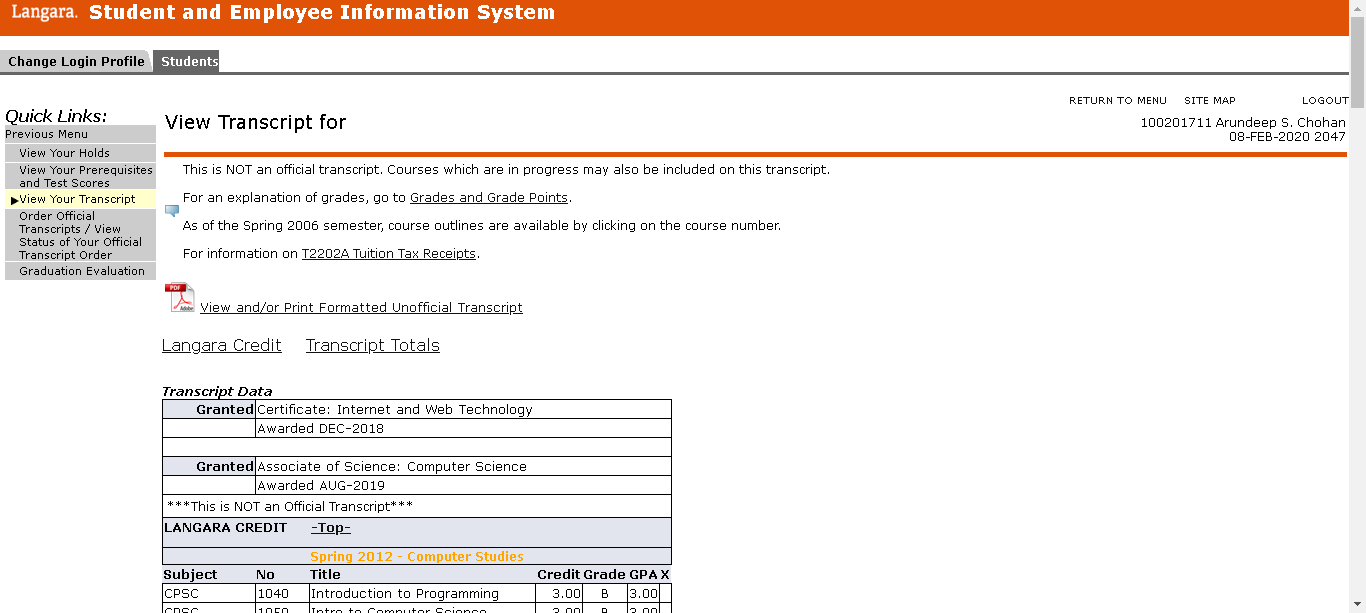 Langara. Student and Employee Information System
Change Login Profile Students
RETURN TO MENU SITE MAP LOGOUT
Quick Links:
Previous Menu
View Your Holds
View Your Prerequisites
and Test Scores
View Your Transcript
Order Official
Transcripts / View
Status of Your Official
Transcript Order
Graduation Evaluation
View Transcript for
100201711 Arundeep S. Chohan
08-FEB-2020 2047
This is NOT an official transcript. Courses which are in progress may also be included on this transcript.
For an explanation of grades, go to Grades and Grade Points.
As of the Spring 2006 semester, course outlines are available by clicking on the course number.
For information on T2202A Tuition Tax Receipts.
PDF
Adobe
View and/or Print Formatted Unofficial Transcript
Langara Credit Transcript Totals
Transcript Data
Granted Certificate: Internet and Web Technology
Awarded DEC-2018
Granted Associate of Science: Computer Science
Awarded AUG-2019
***This is NOT an Official Transcript***
LANGARA CREDIT -Top-
Spring 2012 - Computer Studies
Subject No Title Credit Grade GPA X
CPSC 1040 Introduction to Programming 3.00 B 3.00
CPSC 1050 Intro to Computer Science 3.00 B 3.00